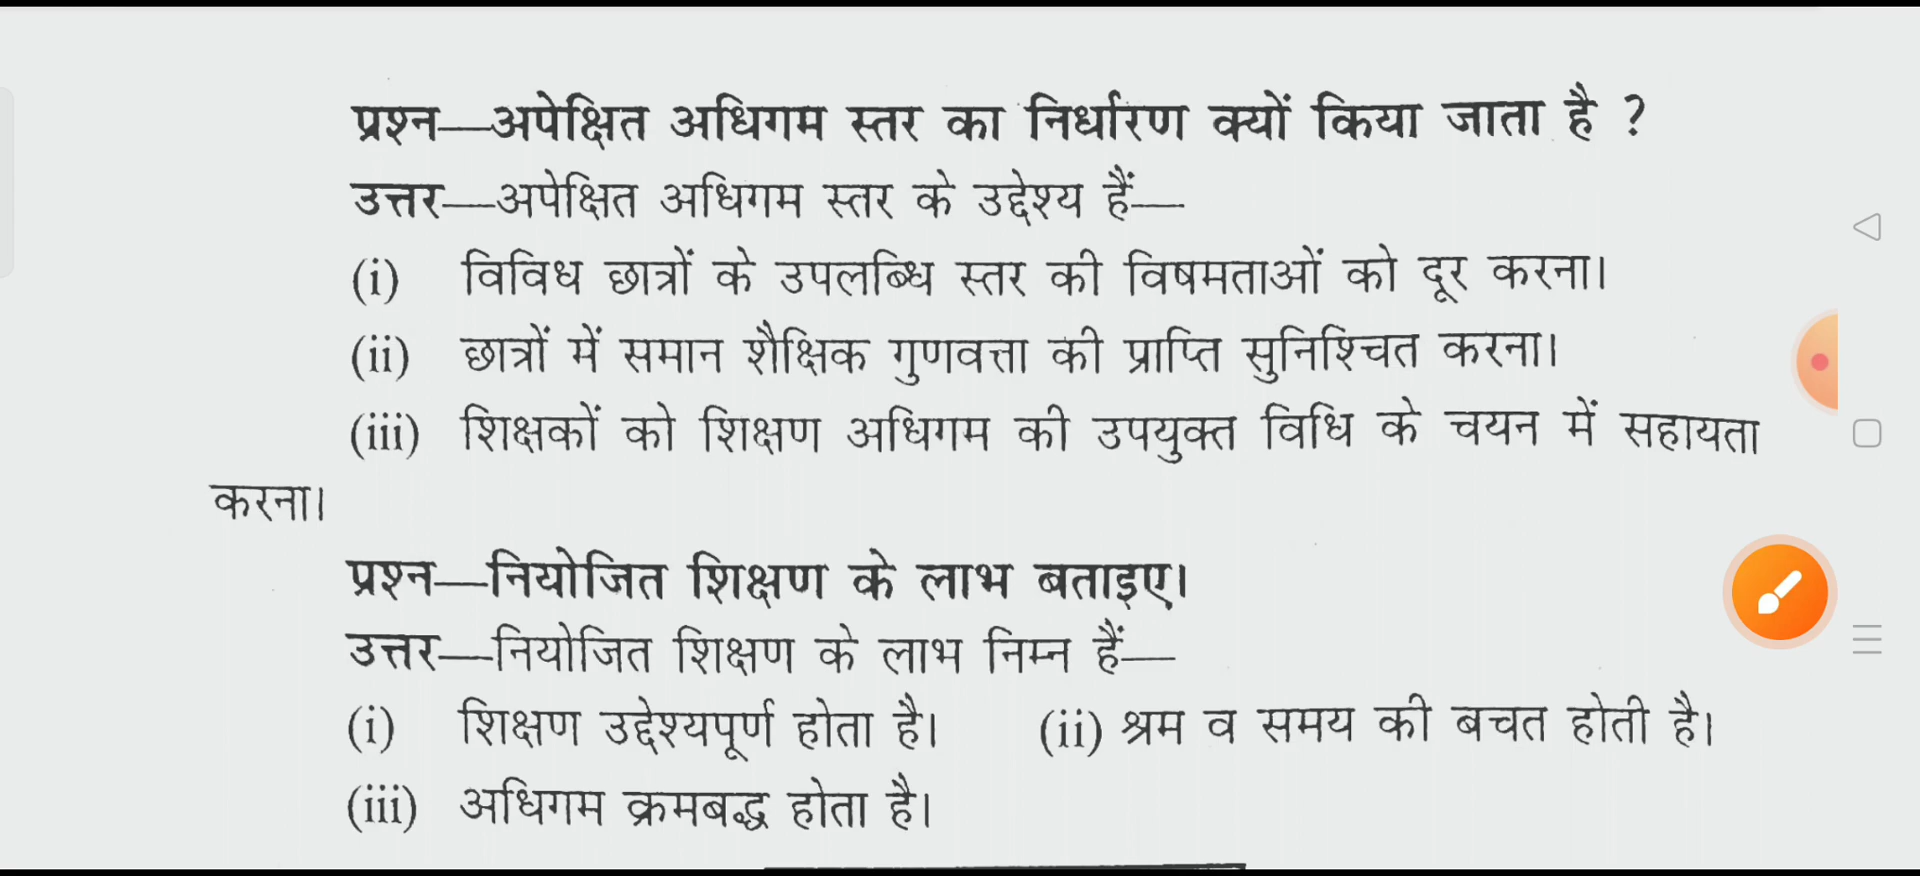 प्रश्न—अपेक्षित अधिगम स्तर का निर्धारण क्यों किया जाता है ?
उत्तर—अपेक्षित अधिगम स्तर के उद्देश्य हैं—
(i) विविध छात्रों के उपलब्धि स्तर की विषमताओं को दूर करना।
(ii) छात्रों में समान शैक्षिक गुणवत्ता की प्राप्ति सुनिश्चित करना।
(iii) शिक्षकों को शिक्षण अधिगम की उपयुक्त विधि के चयन में सहायता
करना।
प्रश्न—नियोजित शिक्षण के लाभ बताइए।
उत्तर—नियोजित शिक्षण के लाभ निम्न हैं—
(i) शिक्षण उद्देश्यपूर्ण होता है। (ii) श्रम व समय की बचत होती है।
(iii) अधिगम क्रमबद्ध होता है।